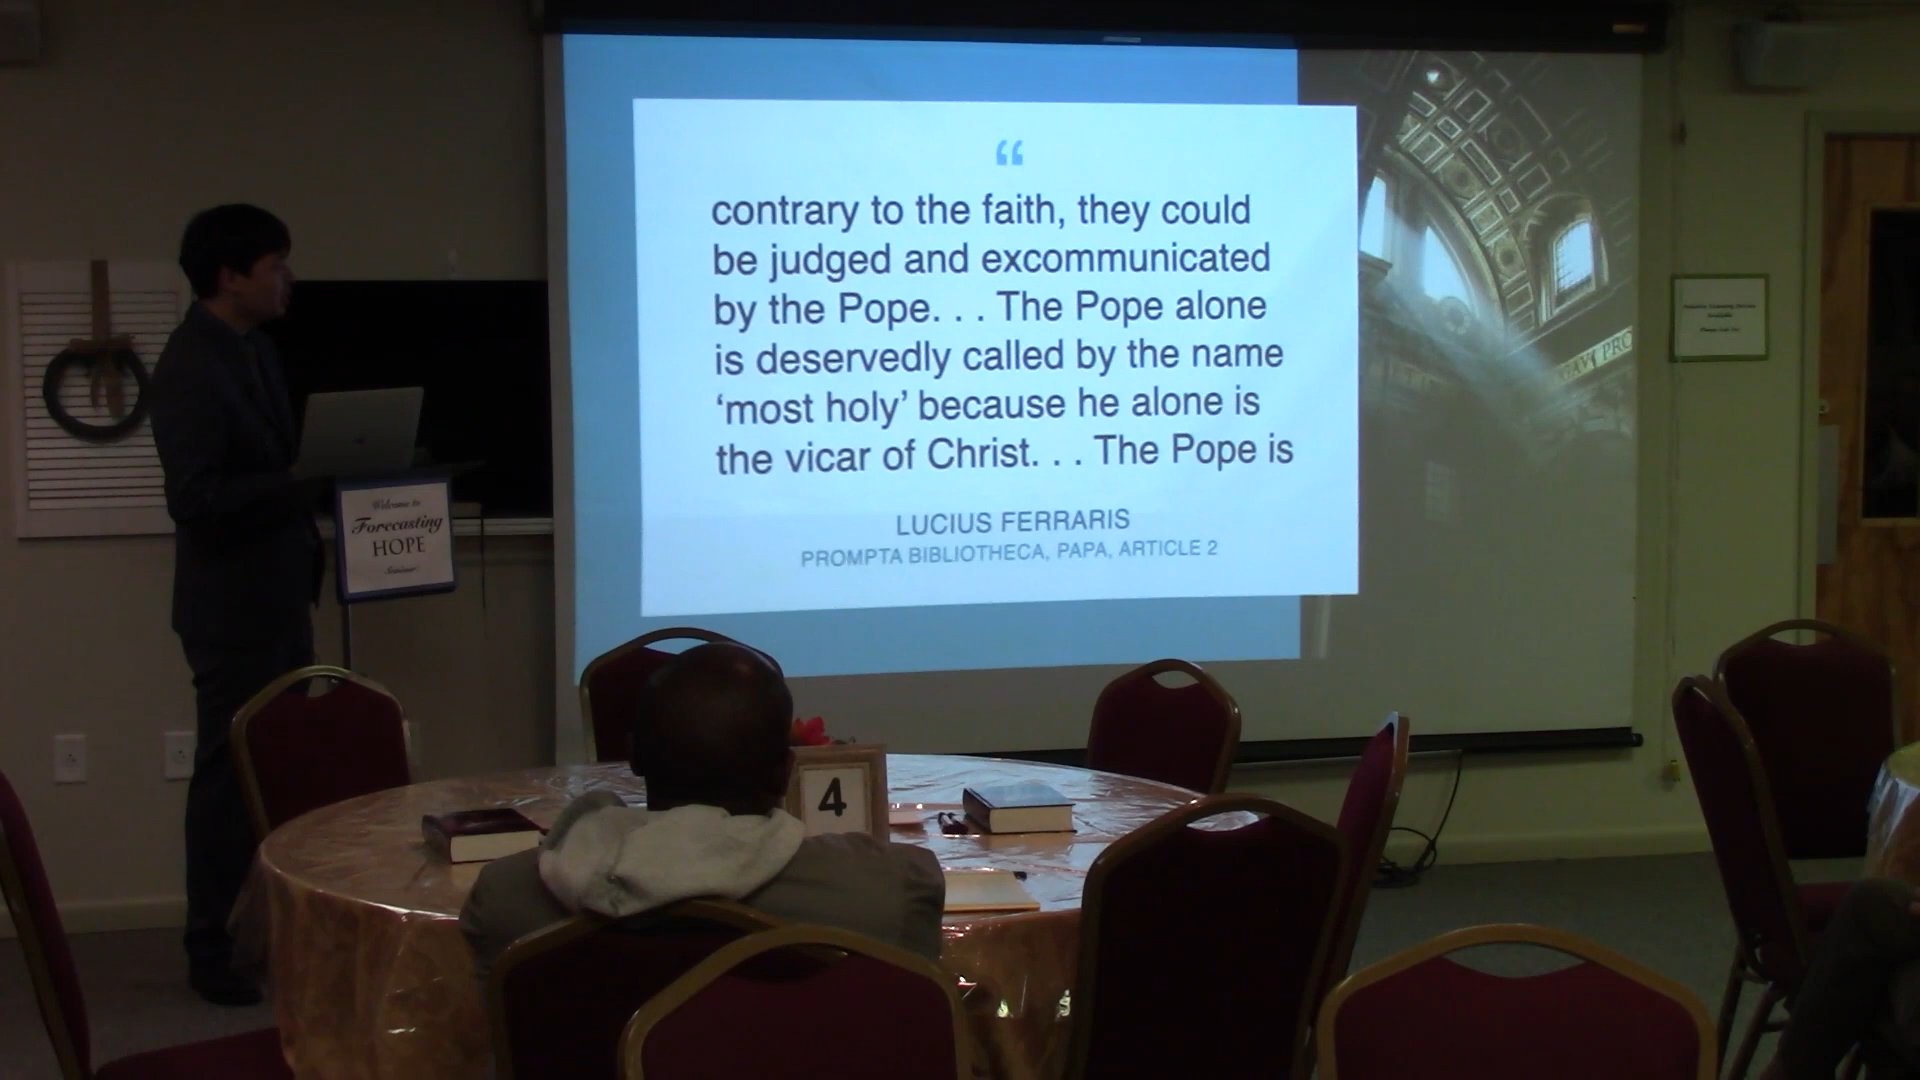 “
contrary to the faith, they could
be judged and excommunicated
by the Pope. . . The Pope alone
is deservedly called by the name
‘most holy’ because he alone is
the vicar of Christ. . . The Pope is
LUCIUS FERRARIS
PROMPTA BIBLIOTHECA, PAPA, ARTICLE 2
PRO
Welcome to
Forecasting
HOPE
Seminar
4